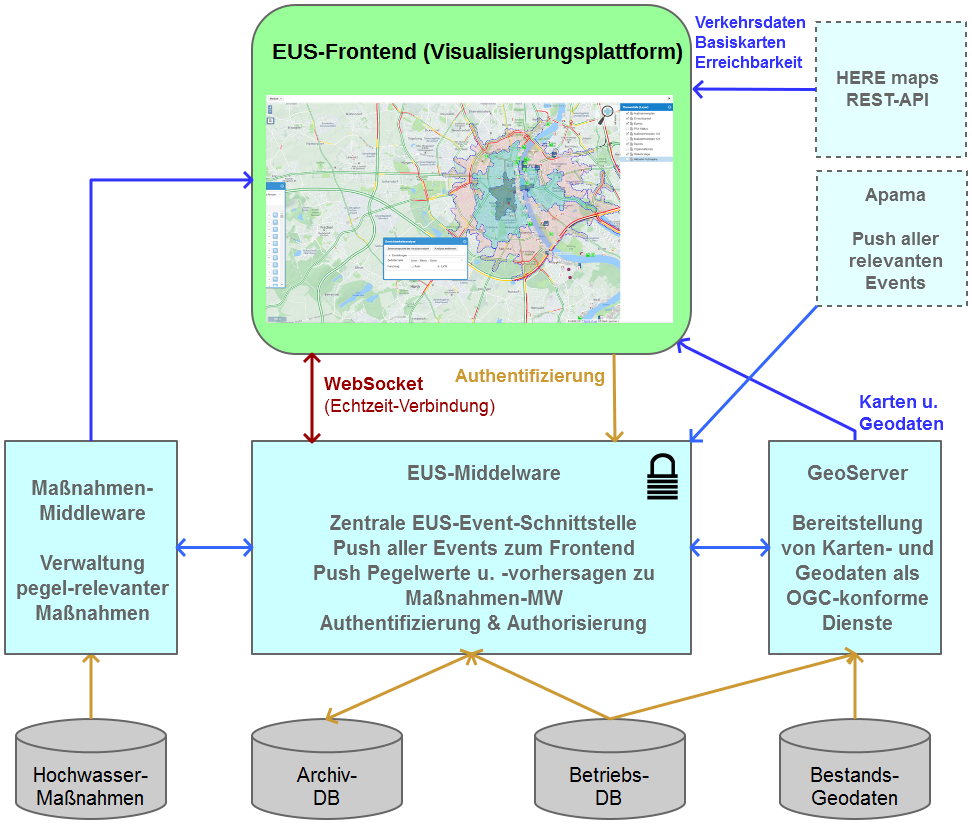 EUS-Frontend (Visualisierungsplattform)
Verkehrsdaten
Basiskarten
Erreichbarkeit
HERE maps
REST-API
Apama
Push aller
relevanten
Events
WebSocket
(Echtzeit-Verbindung)
Authentifizierung
Karten u.
Geodaten
Maßnahmen-
Middleware
Verwaltung
pegel-relevanter
Maßnahmen
EUS-Middelware
Zentrale EUS-Event-Schnittstelle
Push aller Events zum Frontend
Push Pegelwerte u. -vorhersagen zu
Maßnahmen-MW
Authentifizierung & Authorisierung
GeoServer
Bereitstellung
von Karten- und
Geodaten als
OGC-konforme
Dienste
Hochwasser-
Maßnahmen
Archiv-
DB
Betriebs-
DB
Bestands-
Geodaten